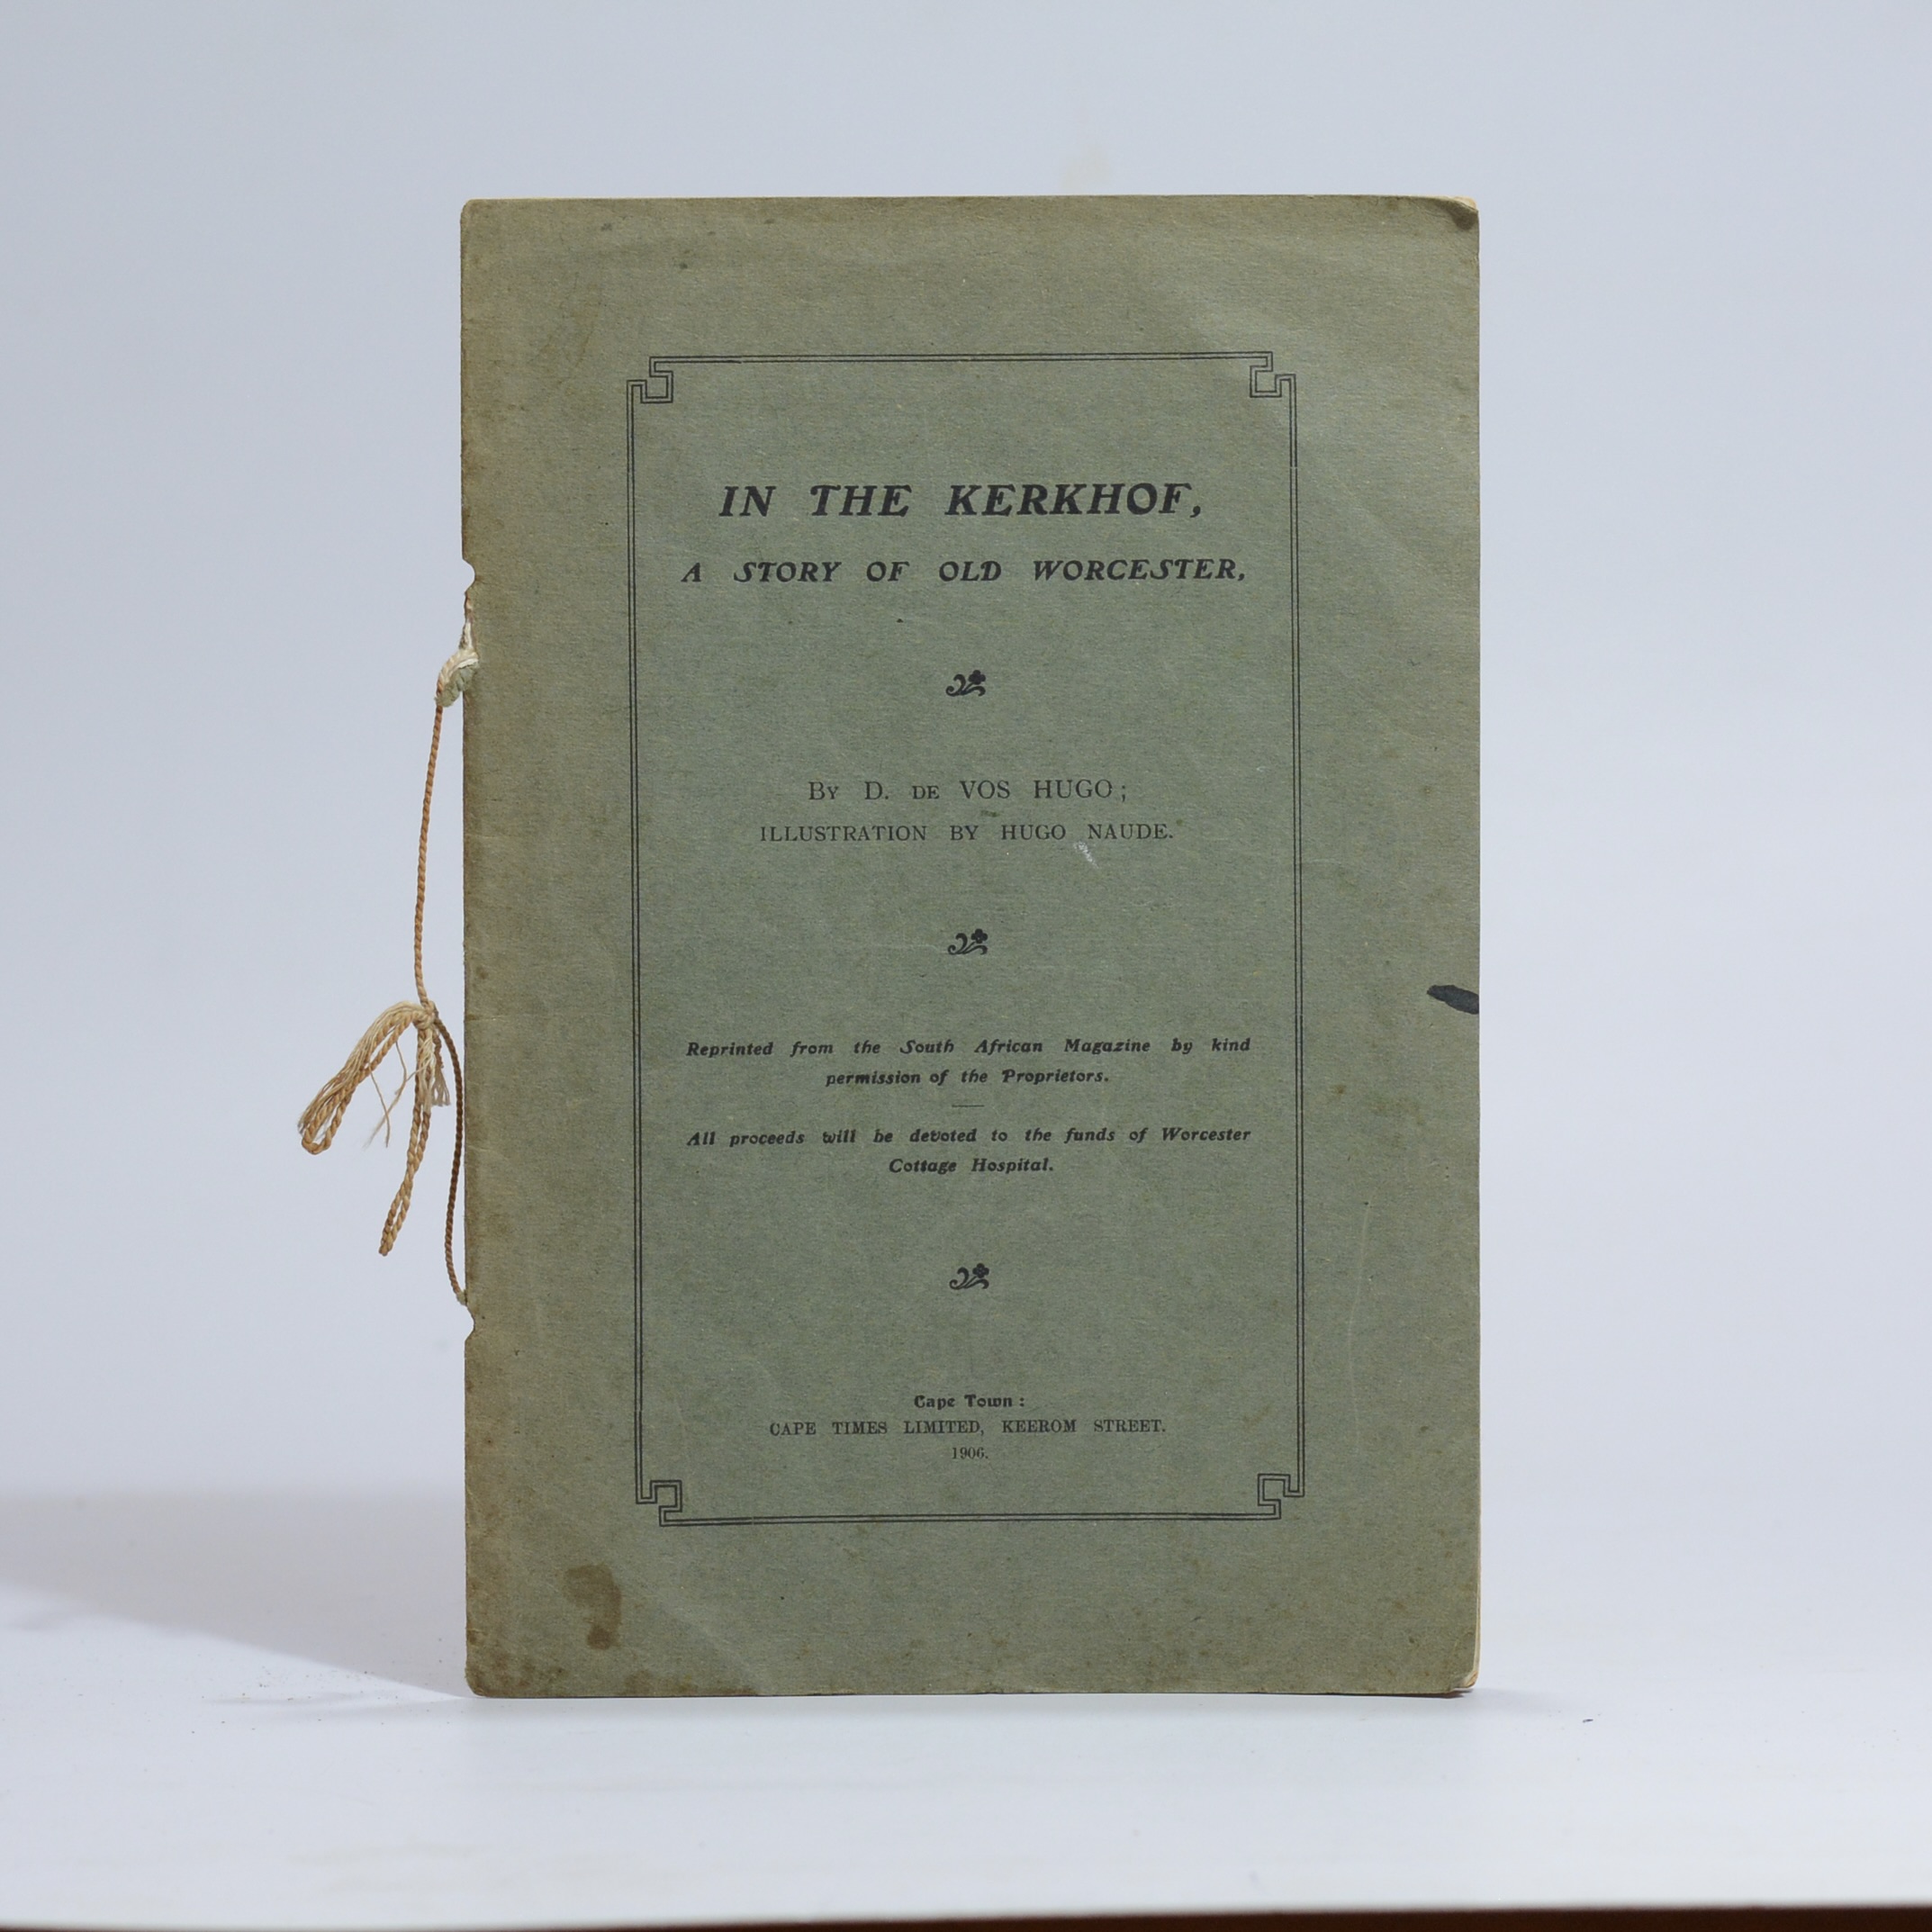 IN THE KERKHOF,
A STORY OF OLD WORCESTER,
BY D. DE VOS HUGO;
ILLUSTRATION BY HUGO NAUDE.
Reprinted from the South African Magazine by kind
permission of the Proprietors.
All proceeds will be devoted to the funds of Worcester
Cottage Hospital.
Cape Town:
CAPE TIMES LIMITED, KEEROM STREET.
1906.